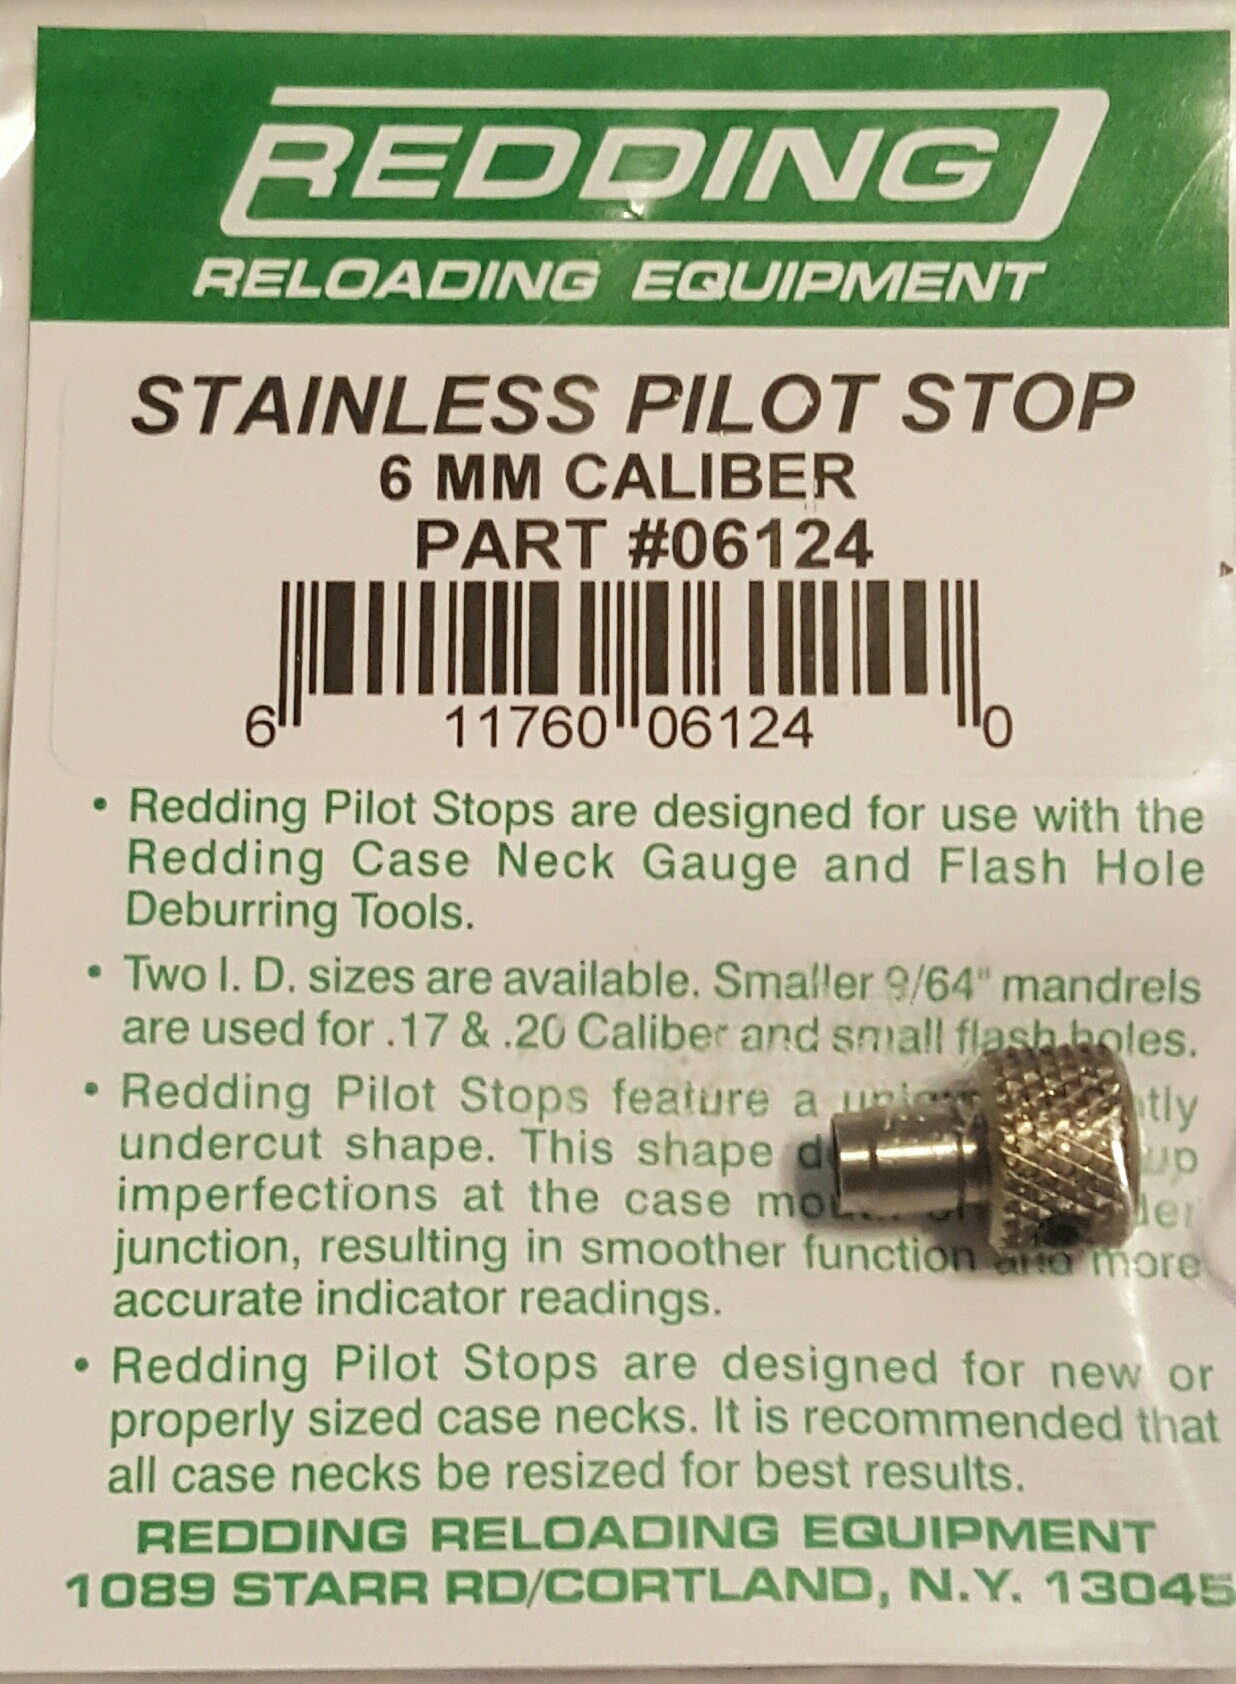 REDDING
RELOADING EQUIPMENT
STAINLESS PILOT STOP
6 MM CALIBER
PART #06124
6 11760 06124 0
• Redding Pilot Stops are designed for use with the
Redding Case Neck Gauge and Flash Hole
Deburring Tools.
• Two I. D. sizes are available. Smaller 9/64" mandrels
are used for .17 & .20 Caliber and small flash holes.
• Redding Pilot Stops feature a
undercut shape. This shape up
imperfections at the case
junction, resulting in smoother function and more
accurate indicator readings.
• Redding Pilot Stops are designed for new or
properly sized case necks. It is recommended that
all case necks be resized for best results.
REDDING RELOADING EQUIPMENT
1089 STARR RD/CORTLAND, N.Y. 13045